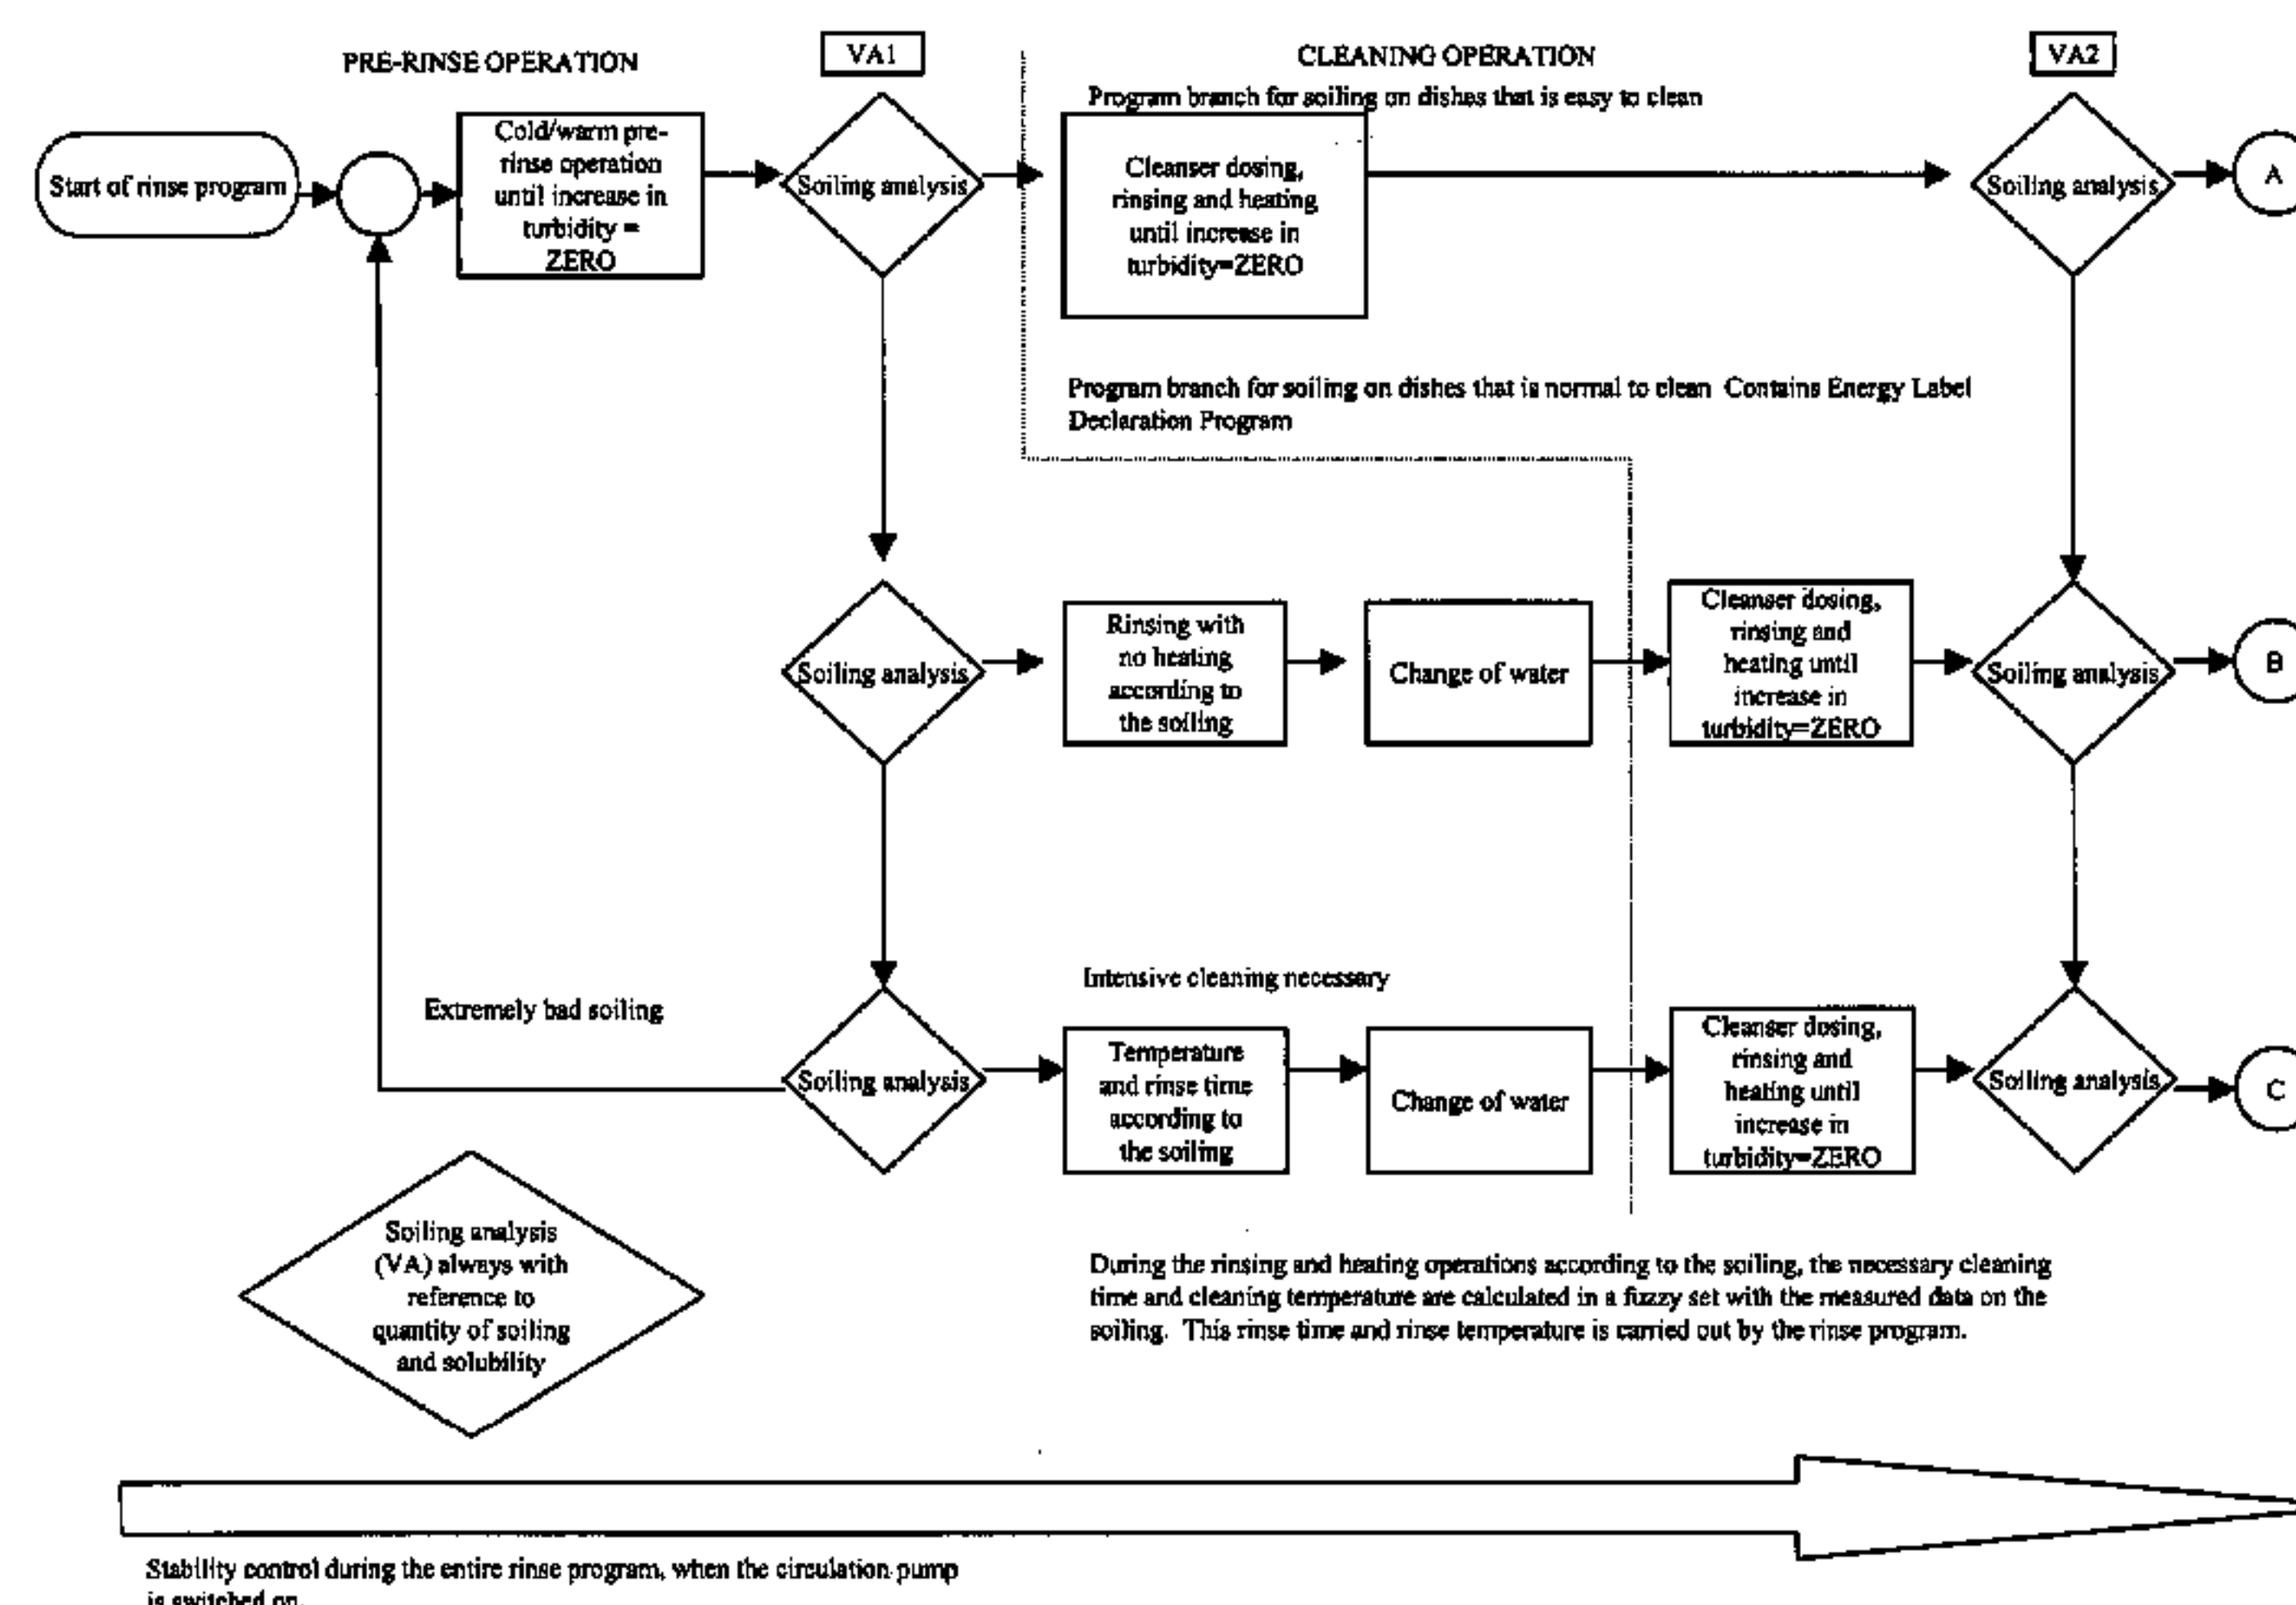 PRE-RINSE OPERATION
VA1
CLEANING OPERATION
VA2
Program branch for soiling on dishes that is easy to clean
Start of rinse program
Cold/warm pre-
rinse operation
until increase in
turbidity =
ZERO
Soiling analysis
Cleanser dosing,
rinsing and heating
until increase in
turbidity=ZERO
Soiling analysis
A
Program branch for soiling on dishes that is normal to clean Contains Energy Label
Declaration Program
Soiling analysis
Rinsing with
no heating
according to
the soiling
Change of water
Cleanser dosing,
rinsing and
heating until
increase in
turbidity=ZERO
Soiling analysis
B
Extremely bad soiling
Intensive cleaning necessary
Soiling analysis
Temperature
and rinse time
according to
the soiling
Change of water
Cleanser dosing,
rinsing and
heating until
increase in
turbidity=ZERO
Soiling analysis
C
Soiling analysis
(VA) always with
reference to
quantity of soiling
and solubility
During the rinsing and heating operations according to the soiling, the necessary cleaning
time and cleaning temperature are calculated in a fuzzy set with the measured data on the
soiling. This rinse time and rinse temperature is carried out by the rinse program.
Stability control during the entire rinse program, when the circulation pump
is switched on.